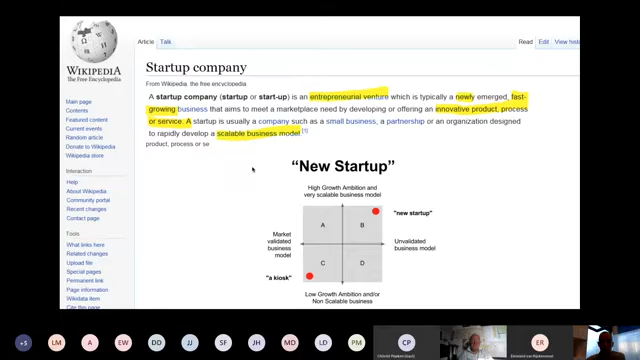 WIKIPEDIA
The Free Encyclopedia
Main page
Contents
Featured content
Current events
Random article
Donate to Wikipedia
Wikipedia store
Interaction
Help
About Wikipedia
Community portal
Recent changes
Contact page
Tools
What links here
Related changes
Upload file
Special pages
Permanent link
Page information
Wikidata item
Cite this page
Article Talk
Read Edit View histo
Startup company
From Wikipedia, the free encyclopedia
A startup company (startup or start-up) is an entrepreneurial venture which is typically a newly emerged, fast-
growing business that aims to meet a marketplace need by developing or offering an innovative product, process
or service. A startup is usually a company such as a small business, a partnership or an organization designed
to rapidly develop a scalable business model.[1]
product, process or se
“New Startup”
High Growth Ambition and
very scalable business model
A
B
"new startup"
Market
validated
business
model
Unvalidated
business model
C
D
"a kiosk"
Low Growth Ambition and/or
Non Scalable business
+5
LM
A
EW
DD
JJ
SF
JH
MD
LD
PM
CP
ER